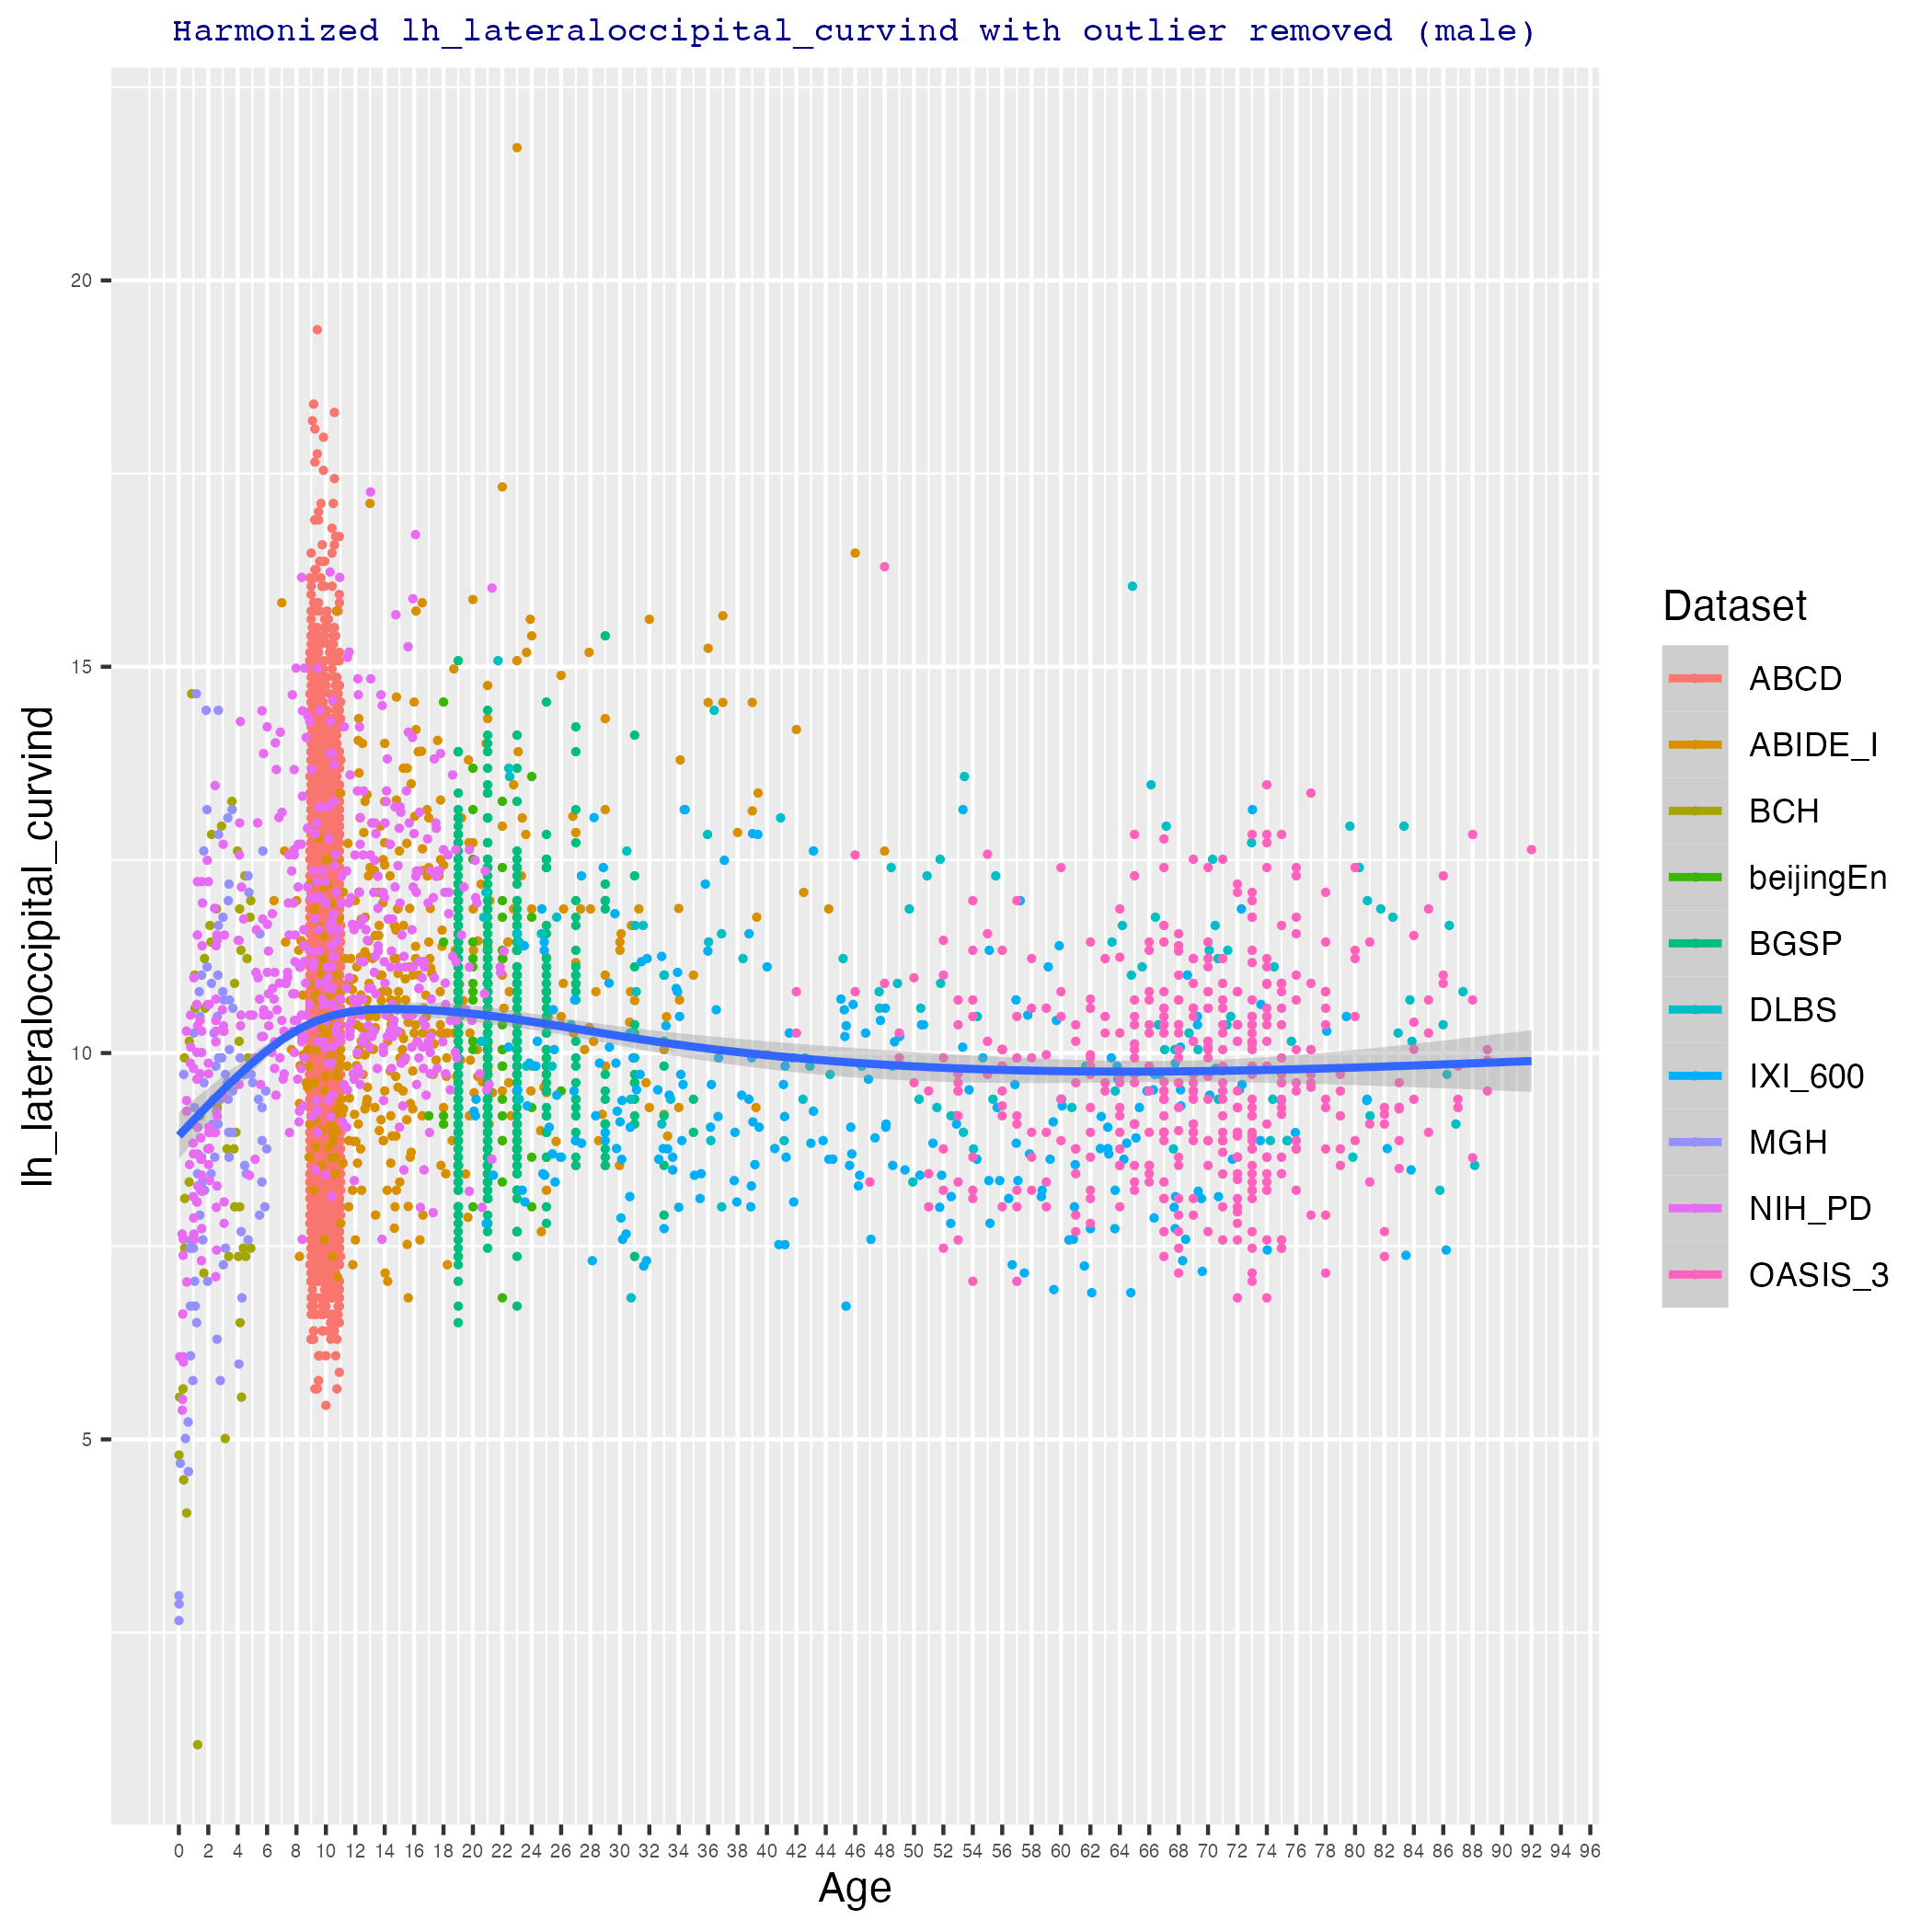 Harmonized lh_lateraloccipital_curvind with outlier removed (male)
lh_lateraloccipital_curvind
20
15
10
5
0 2 4 6 8 10 12 14 16 18 20 22 24 26 28 30 32 34 36 38 40 42 44 46 48 50 52 54 56 58 60 62 64 66 68 70 72 74 76 78 80 82 84 86 88 90 92 94 96
Age
Dataset
ABCD
ABIDE_I
BCH
beijingEn
BGSP
DLBS
IXI_600
MGH
NIH_PD
OASIS_3